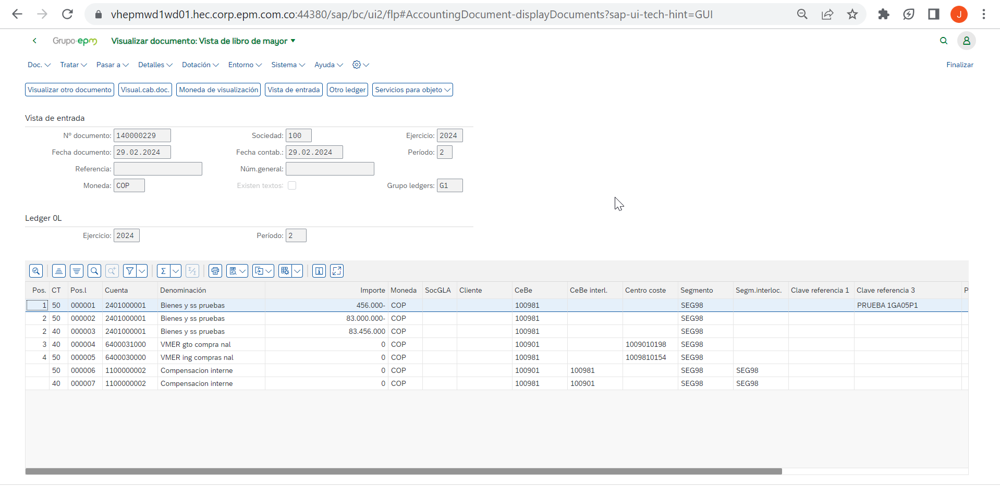 vhepmwd1wd01.hec.corp.epm.com.co:44380/sap/bc/ui2/flp#AccountingDocument-displayDocuments?sap-ui-tech-hint=GUI
J
Grupo·epm Visualizar documento: Vista de libro de mayor
Doc. Tratar Pasar a Detalles Dotación Entorno Sistema Ayuda Finalizar
Visualizar otro documento Visual.cab.doc. Moneda de visualización Vista de entrada Otro ledger Servicios para objeto
Vista de entrada
Nº documento: 140000229 Sociedad: 100 Ejercicio: 2024
Fecha documento: 29.02.2024 Fecha contab.: 29.02.2024 Período: 2
Referencia: Núm.general:
Moneda: COP Existen textos: Grupo ledgers: G1
Ledger 0L
Ejercicio: 2024 Período: 2
Pos. CT Pos.l Cuenta Denominación Importe Moneda SocGLA Cliente CeBe CeBe interl. Centro coste Segmento Segm.interloc. Clave referencia 1 Clave referencia 3 P
1 50 000001 2401000001 Bienes y ss pruebas 456.000- COP 100981 SEG98 PRUEBA 1GA05P1
2 50 000002 2401000001 Bienes y ss pruebas 83.000.000- COP 100981 SEG98
2 40 000003 2401000001 Bienes y ss pruebas 83.456.000 COP 100981 SEG98
3 40 000004 6400031000 VMER gto compra nal 0 COP 100901 1009010198 SEG98
4 50 000005 6400030000 VMER ing compras nal 0 COP 100981 1009810154 SEG98
50 000006 1100000002 Compensacion interne 0 COP 100901 100981 SEG98 SEG98
40 000007 1100000002 Compensacion interne 0 COP 100981 100901 SEG98 SEG98